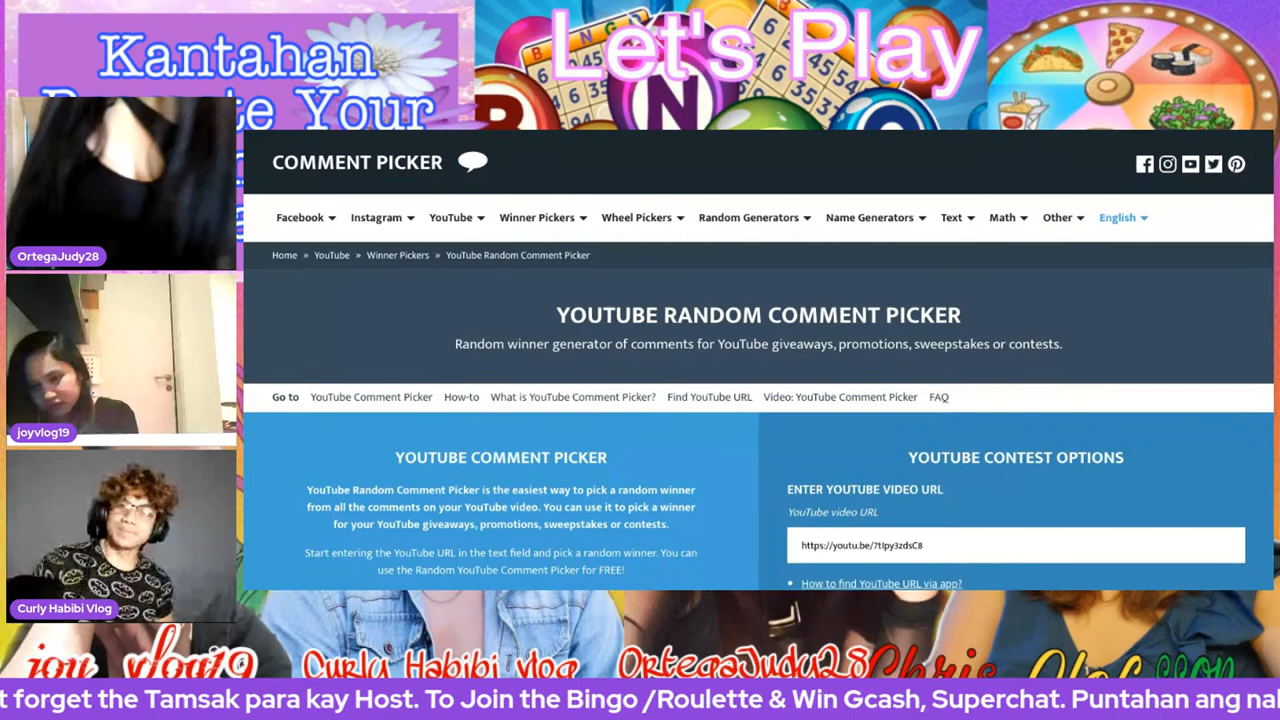 Kantahan
Let's Play
te Your
B I N G
N
COMMENT PICKER
Facebook Instagram YouTube Winner Pickers Wheel Pickers Random Generators Name Generators Text Math Other English
Home » YouTube » Winner Pickers » YouTube Random Comment Picker
OrtegaJudy28
YOUTUBE RANDOM COMMENT PICKER
Random winner generator of comments for YouTube giveaways, promotions, sweepstakes or contests.
Go to YouTube Comment Picker How-to What is YouTube Comment Picker? Find YouTube URL Video: YouTube Comment Picker FAQ
joyvlog19
YOUTUBE COMMENT PICKER
YouTube Random Comment Picker is the easiest way to pick a random winner
from all the comments on your YouTube video. You can use it to pick a winner
for your YouTube giveaways, promotions, sweepstakes or contests.
Start entering the YouTube URL in the text field and pick a random winner. You can
use the Random YouTube Comment Picker for FREE!
YOUTUBE CONTEST OPTIONS
ENTER YOUTUBE VIDEO URL
YouTube video URL
https://youtu.be/7tIpy3zdsC8
How to find YouTube URL via app?
Curly Habibi Vlog
joy vlog19 Curly Habibi vlog OrtegaJudy28 Chris
t forget the Tamsak para kay Host. To Join the Bingo /Roulette & Win Gcash, Superchat. Puntahan ang na